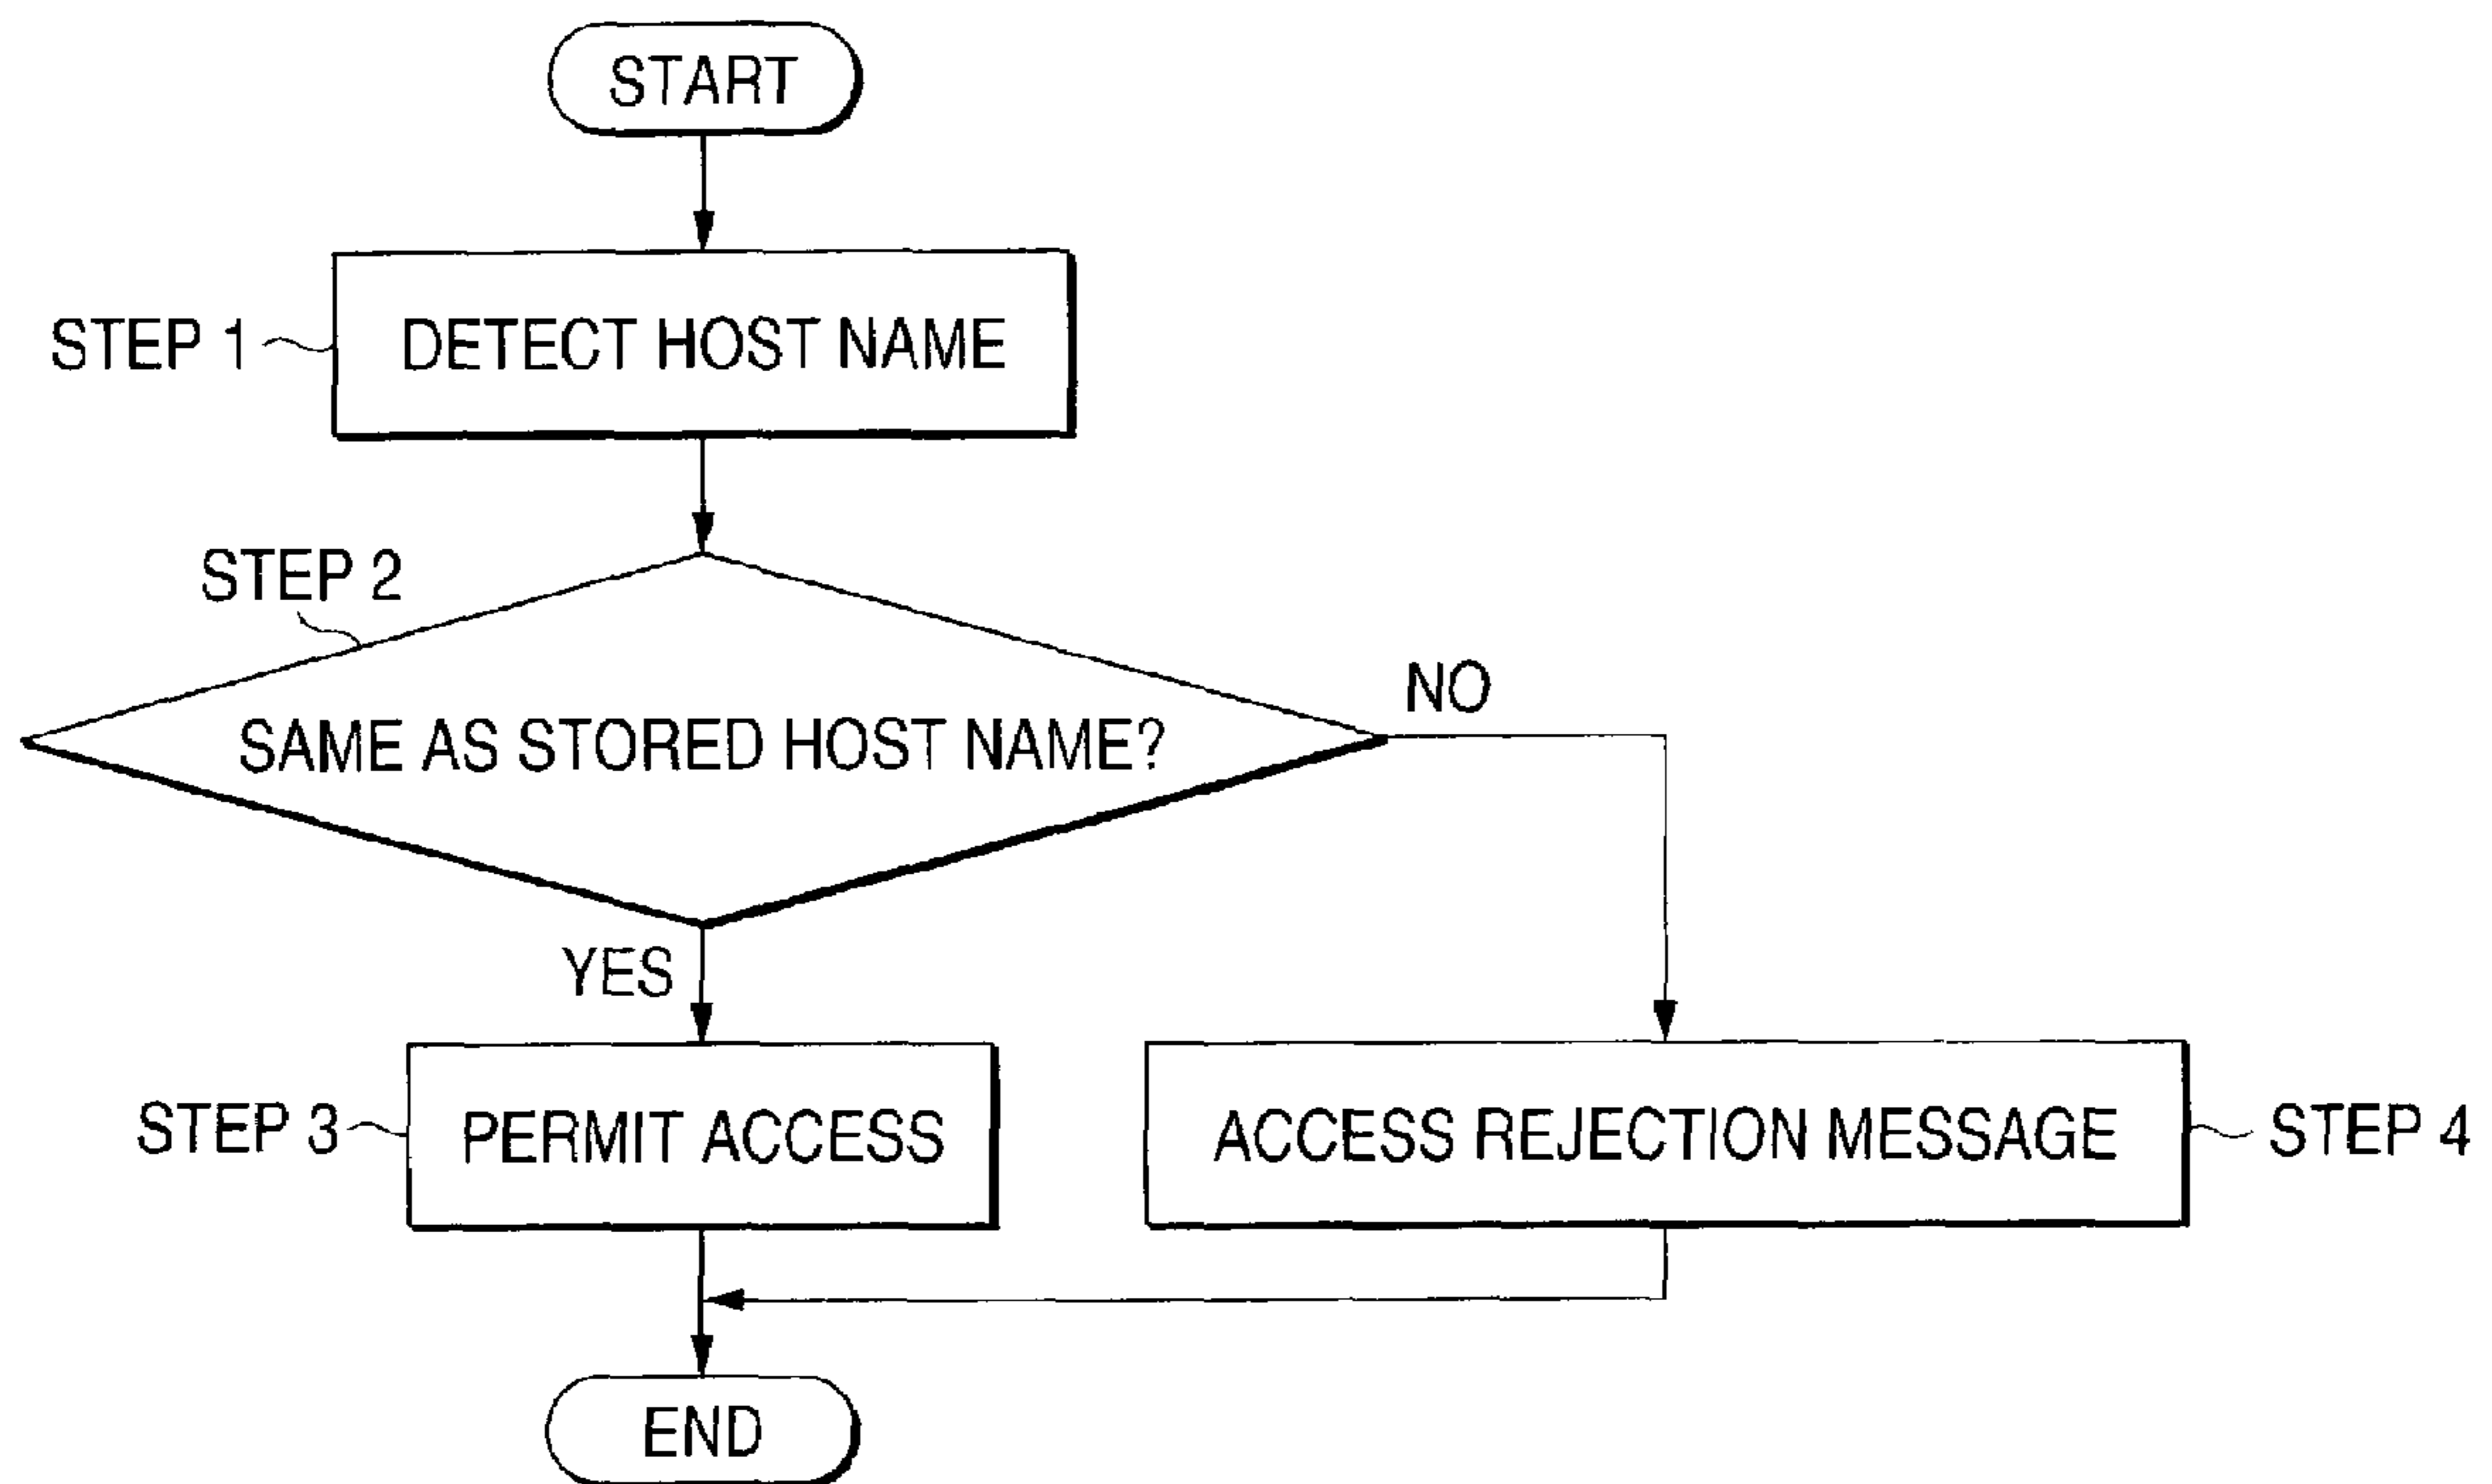 START
STEP 1
DETECT HOST NAME
STEP 2
SAME AS STORED HOST NAME?
NO
YES
STEP 3
PERMIT ACCESS
ACCESS REJECTION MESSAGE
STEP 4
END